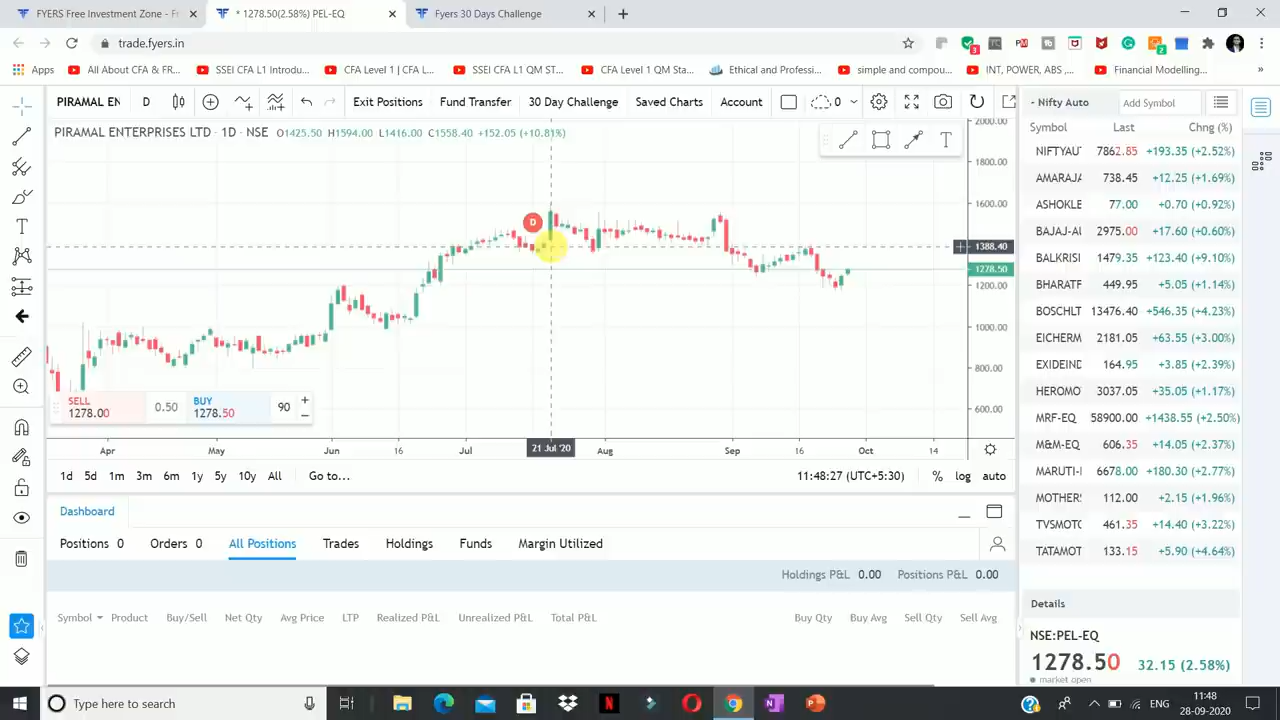 FYERS Free Investment Zone - Fr
* 1278.50(2.58%) PEL-EQ
Fyers 30 Days Challenge
trade.fyers.in
Apps
All About CFA & FR...
SSEI CFA L1 Introdu...
CFA Level 1 | CFA L...
SSEI CFA L1 QM ST...
CFA Level 1 QM Sta...
Ethical and Professi...
simple and compou...
INT, POWER, ABS ,...
Financial Modelling...
PIRAMAL EN
D
Exit Positions
Fund Transfer
30 Day Challenge
Saved Charts
Account
0
- Nifty Auto
Add Symbol
PIRAMAL ENTERPRISES LTD · 1D · NSE O1425.50 H1594.00 L1416.00 C1558.40 +152.05 (+10.81%)
T
D
2000.00
1800.00
1600.00
1388.40
1278.50
1200.00
1000.00
800.00
600.00
SELL
1278.00
0.50
BUY
1278.50
90
Apr
May
Jun
16
Jul
21 Jul '20
Aug
Sep
16
Oct
14
1d 5d 1m 3m 6m 1y 5y 10y All Go to...
11:48:27 (UTC+5:30) % log auto
Symbol Last Chng (%)
NIFTYAU 7862.85 +193.35 (+2.52%)
AMARAJA 738.45 +12.25 (+1.69%)
ASHOKLE 77.00 +0.70 (+0.92%)
BAJAJ-AU 2975.00 +17.60 (+0.60%)
BALKRISI 1479.35 +123.40 (+9.10%)
BHARATF 449.95 +5.05 (+1.14%)
BOSCHLT 13476.40 +546.35 (+4.23%)
EICHERM 2181.05 +63.55 (+3.00%)
EXIDEIND 164.95 +3.85 (+2.39%)
HEROMO 3037.05 +35.05 (+1.17%)
MRF-EQ 58900.00 +1438.55 (+2.50%)
M&M-EQ 606.35 +14.05 (+2.37%)
MARUTI-I 6678.00 +180.30 (+2.77%)
MOTHERS 112.00 +2.15 (+1.96%)
TVSMOTC 461.35 +14.40 (+3.22%)
TATAMOT 133.15 +5.90 (+4.64%)
Details
NSE:PEL-EQ
1278.50 32.15 (2.58%)
market open
Dashboard
Positions 0 Orders 0 All Positions Trades Holdings Funds Margin Utilized
Holdings P&L 0.00 Positions P&L 0.00
Symbol Product Buy/Sell Net Qty Avg Price LTP Realized P&L Unrealized P&L Total P&L Buy Qty Buy Avg Sell Qty Sell Avg
Type here to search
ENG
11:48
28-09-2020